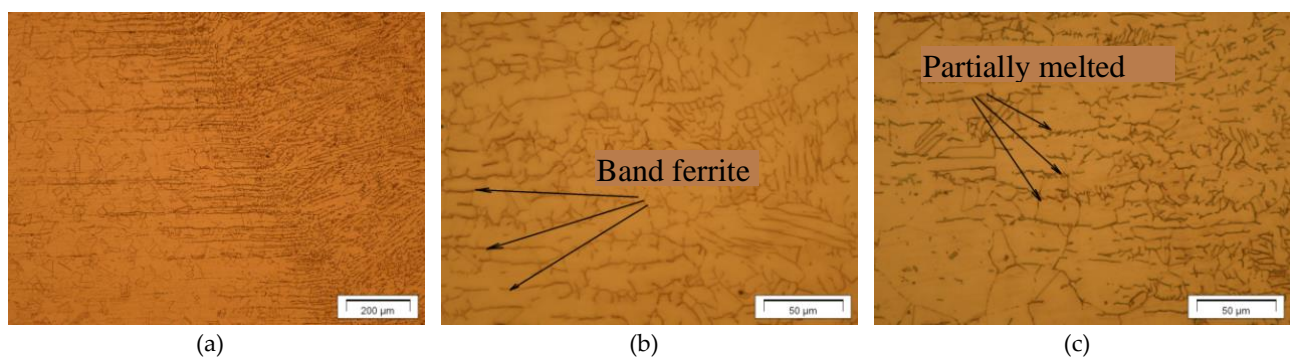 Band ferrite
Partially melted
200 µm
50 µm
50 µm
(a)
(b)
(c)